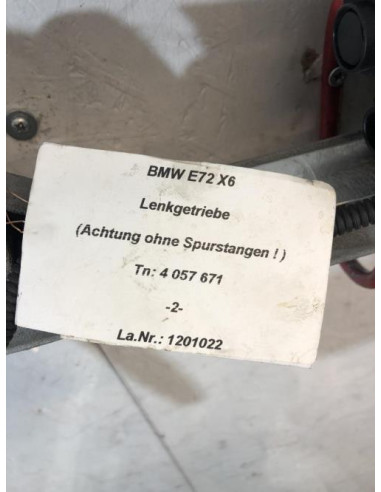 BMW E72 X6
Lenkgetriebe
(Achtung ohne Spurstangen ! )
Tn: 4 057 671
-2-
La.Nr.: 1201022